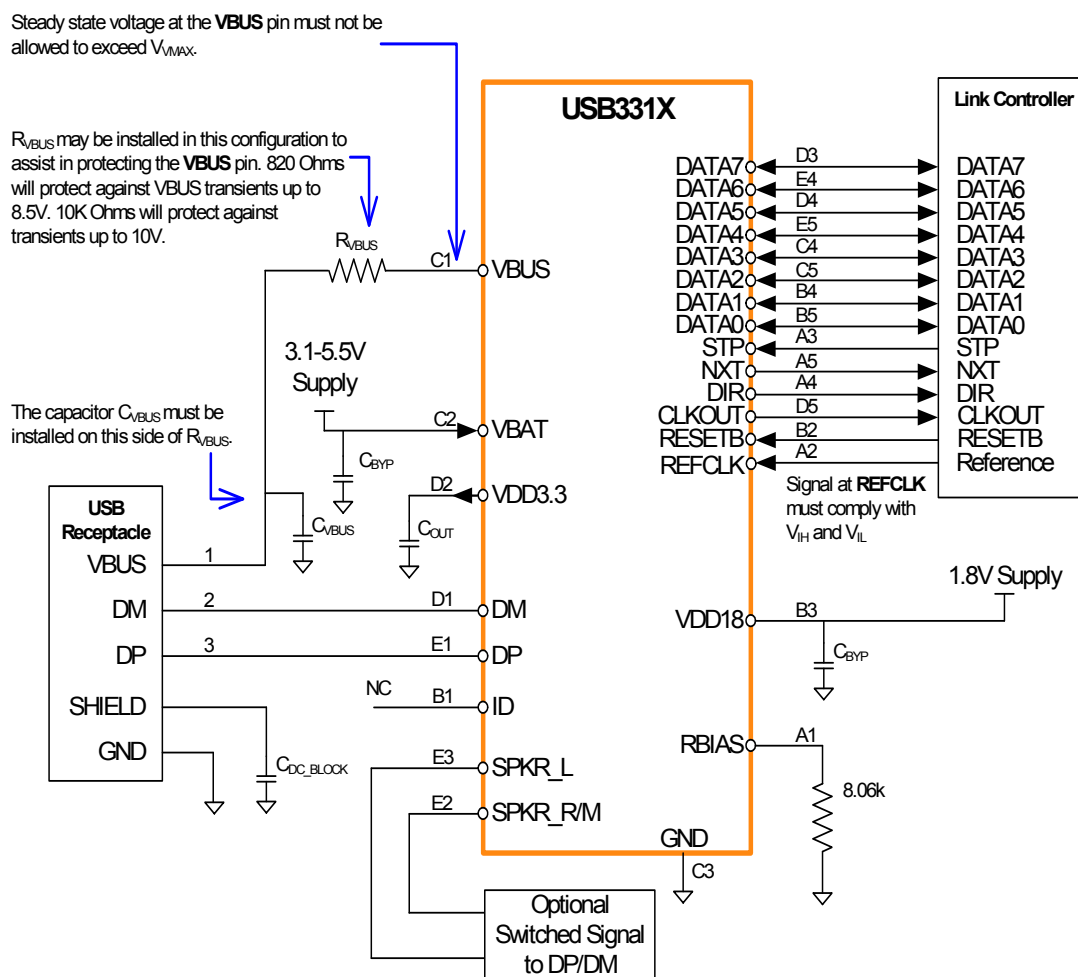 Steady state voltage at the VBUS pin must not be
allowed to exceed VVMAX.
RVBUS may be installed in this configuration to
assist in protecting the VBUS pin. 820 Ohms
will protect against VBUS transients up to
8.5V. 10K Ohms will protect against
transients up to 10V.
RVBUS
C1
VBUS
3.1-5.5V
Supply
The capacitor CVBUS must be
installed on this side of RVBUS.
C2
VBAT
CBYP
D2
VDD3.3
COUT
CVBUS
USB
Receptacle
VBUS
1
DM
2
D1
DM
DP
3
E1
DP
SHIELD
NC
B1
ID
GND
CDC_BLOCK
E3
SPKR_L
E2
SPKR_R/M
USB331X
Link Controller
DATA7
D3
DATA7
DATA6
E4
DATA6
DATA5
D4
DATA5
DATA4
E5
DATA4
DATA3
C4
DATA3
DATA2
C5
DATA2
DATA1
B4
DATA1
DATA0
B5
DATA0
STP
A3
STP
NXT
A5
NXT
DIR
A4
DIR
CLKOUT
D5
CLKOUT
RESETB
B2
RESETB
REFCLK
A2
Reference
Signal at REFCLK
must comply with
VIH and VIL
1.8V Supply
VDD18
B3
CBYP
RBIAS
A1
8.06k
GND
C3
Optional
Switched Signal
to DP/DM